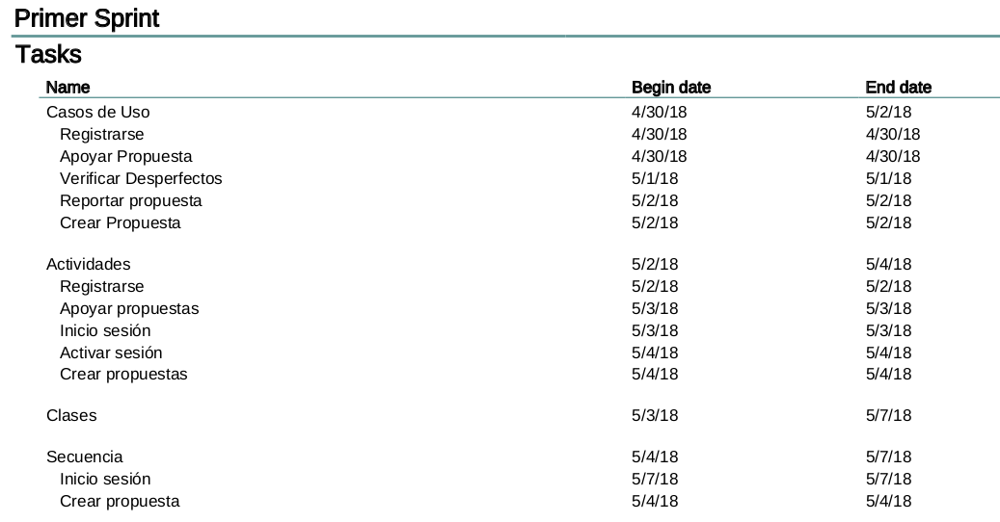 Primer Sprint
Tasks
Name Begin date End date
Casos de Uso 4/30/18 5/2/18
Registrarse 4/30/18 4/30/18
Apoyar Propuesta 4/30/18 4/30/18
Verificar Desperfectos 5/1/18 5/1/18
Reportar propuesta 5/2/18 5/2/18
Crear Propuesta 5/2/18 5/2/18
Actividades 5/2/18 5/4/18
Registrarse 5/2/18 5/2/18
Apoyar propuestas 5/3/18 5/3/18
Inicio sesión 5/3/18 5/3/18
Activar sesión 5/4/18 5/4/18
Crear propuestas 5/4/18 5/4/18
Clases 5/3/18 5/7/18
Secuencia 5/4/18 5/7/18
Inicio sesión 5/7/18 5/7/18
Crear propuesta 5/4/18 5/4/18